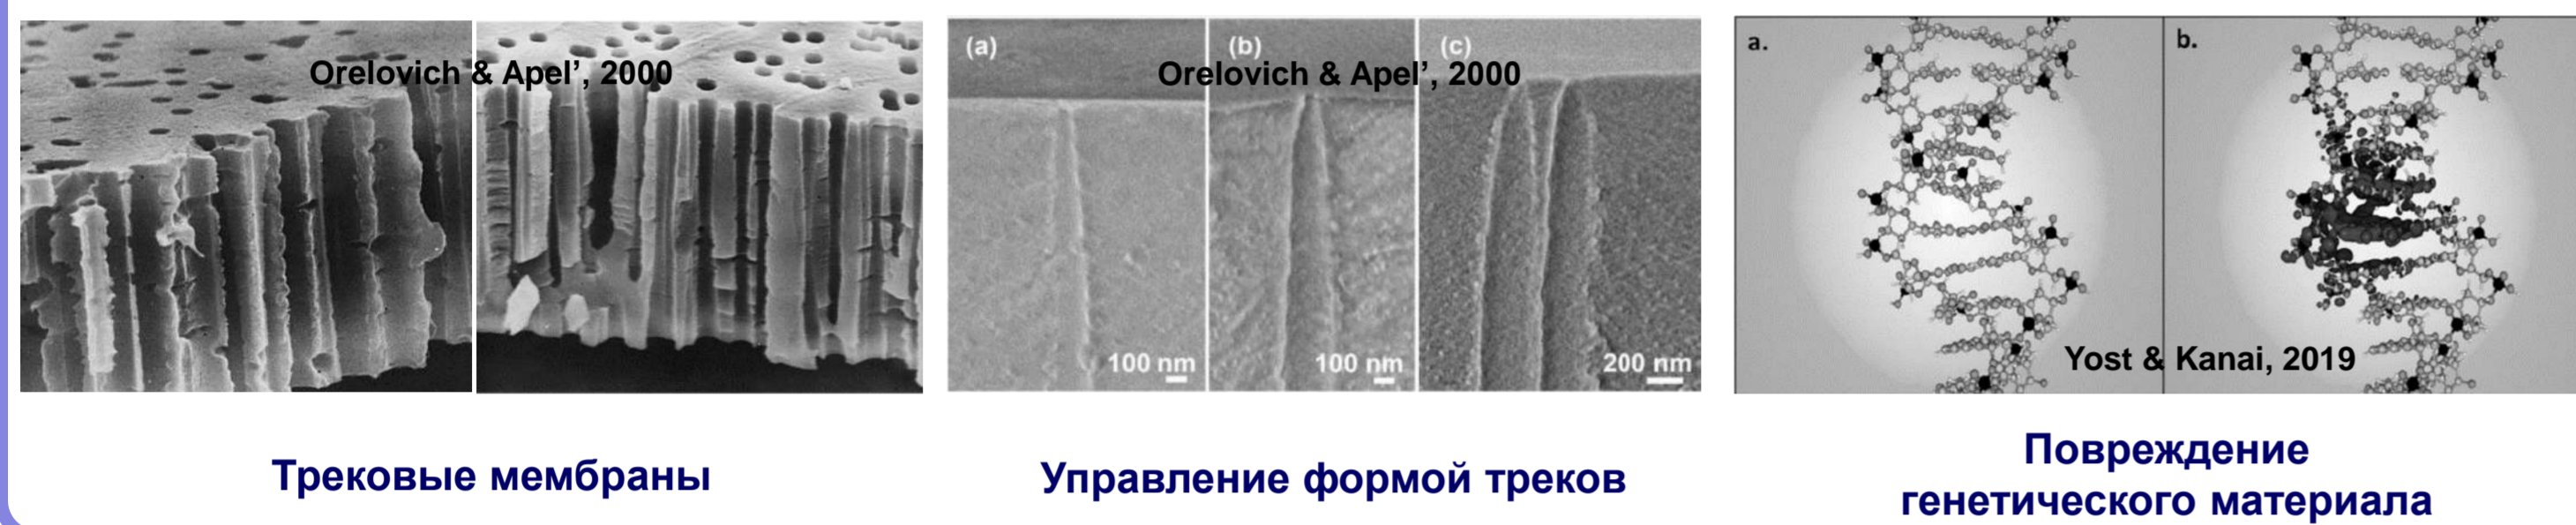 Orelovich & Apel’, 2000
(a)
(b)
(c)
Orelovich & Apel’, 2000
100 nm
100 nm
200 nm
a.
b.
Yost & Kanai, 2019
Трековые мембраны
Управление формой треков
Повреждение
генетического материала